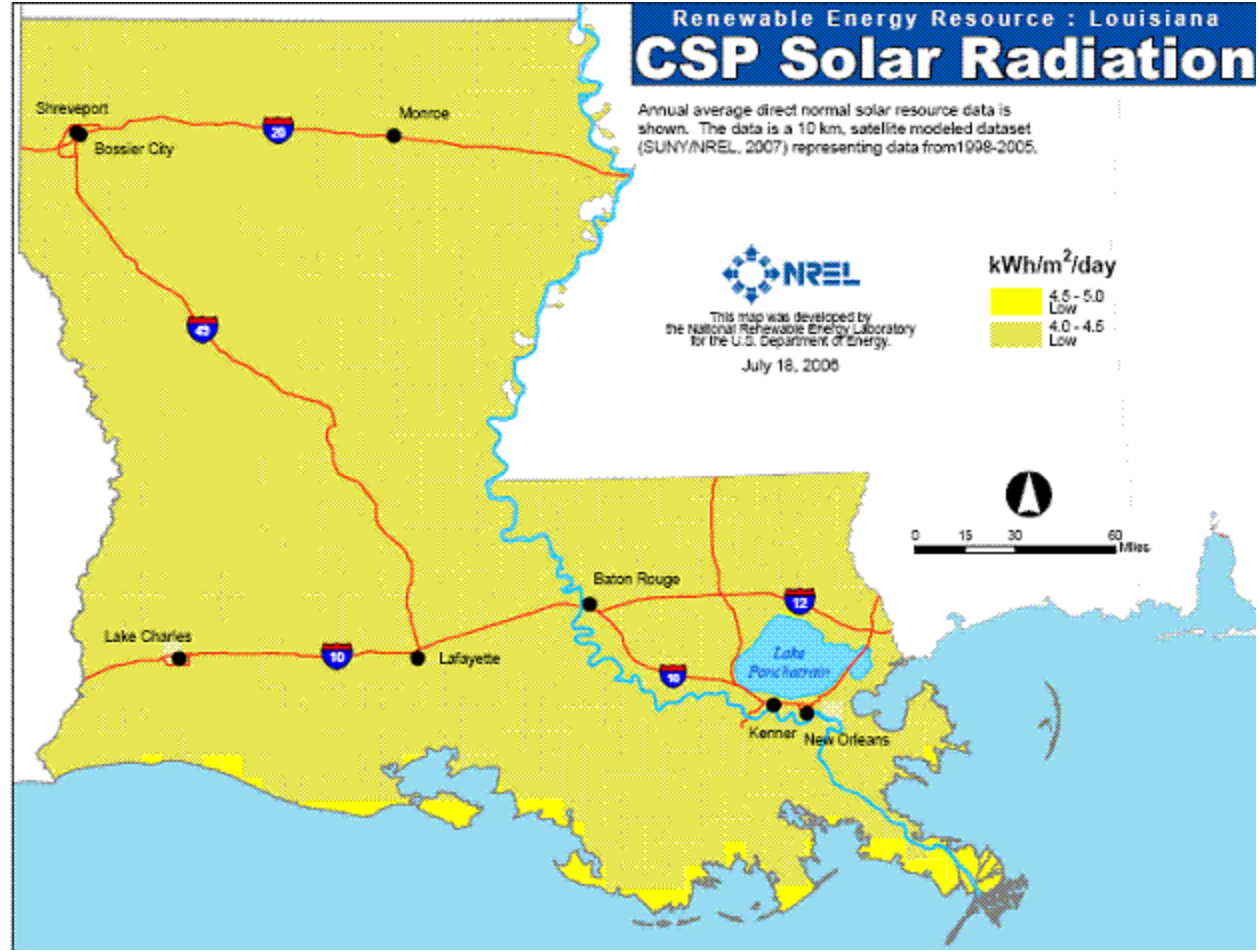 Renewable Energy Resource : Louisiana
CSP Solar Radiation
Annual average direct normal solar resource data is
shown. The data is a 10 km, satellite modeled dataset
(SUNY/NREL, 2007) representing data from1998-2005.
Shreveport
Bossier City
20
Monroe
NREL
This map was developed by
the National Renewable Energy Laboratory
for the U.S. Department of Energy.
July 18, 2006
kWh/m²/day
4.5 - 5.0
Low
4.0 - 4.5
Low
49
0 15 30 60
Miles
Baton Rouge
12
Lake Charles
10
Lafayette
Lake
Ponchatrain
10
Kenner
New Orleans